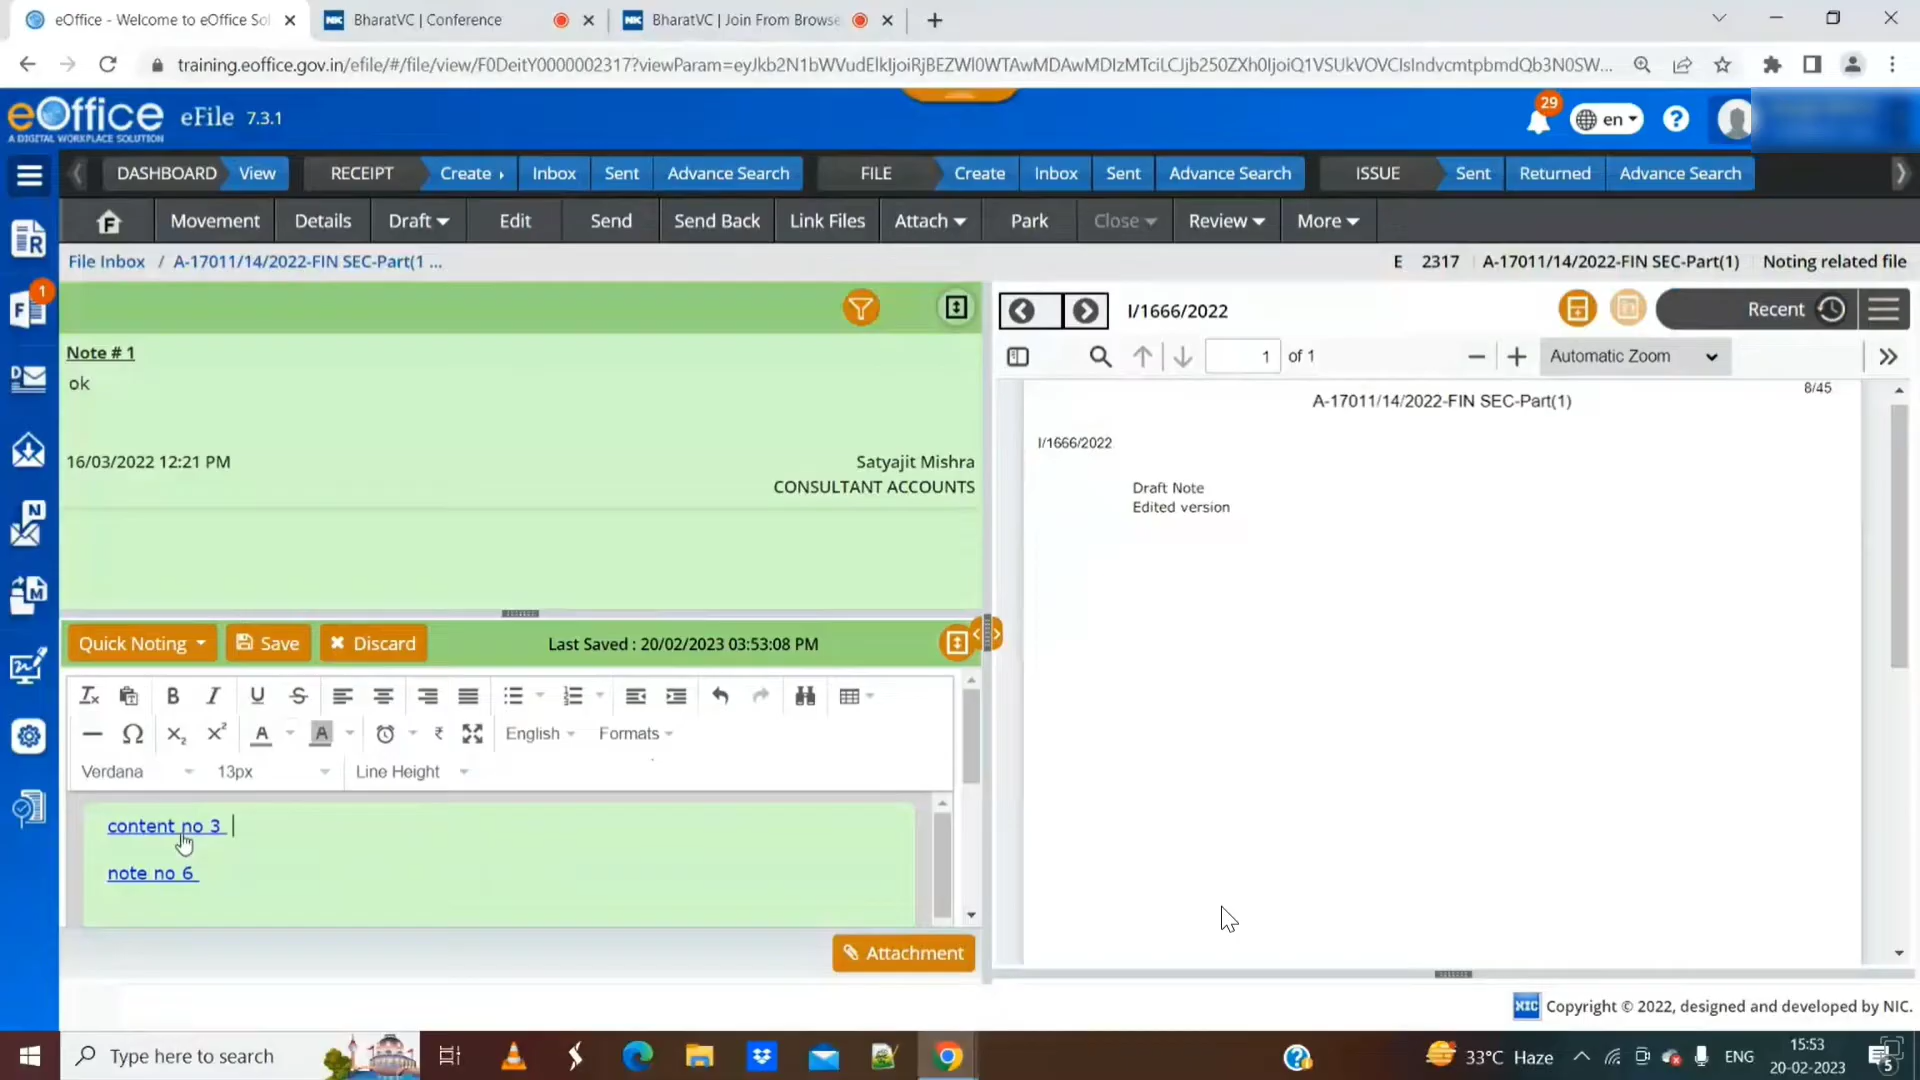 eOffice - Welcome to eOffice Sol
BharatVC | Conference
BharatVC | Join From Browse
training.eoffice.gov.in/efile/#/file/view/F0DeitY0000002317?viewParam=
eOffice
A DIGITAL WORKPLACE SOLUTION
eFile 7.3.1
29
en
DASHBOARD View RECEIPT Create Inbox Sent Advance Search FILE Create Inbox Sent Advance Search ISSUE Sent Returned Advance Search
Movement Details Draft Edit Send Send Back Link Files Attach Park Close Review More
File Inbox / A-17011/14/2022-FIN SEC-Part(1 ...
E 2317 A-17011/14/2022-FIN SEC-Part(1) Noting related file
1
I/1666/2022
Recent
Note # 1
ok
16/03/2022 12:21 PM
Satyajit Mishra
CONSULTANT ACCOUNTS
1 of 1
Automatic Zoom
8/45
A-17011/14/2022-FIN SEC-Part(1)
I/1666/2022
Draft Note
Edited version
Quick Noting Save Discard Last Saved : 20/02/2023 03:53:08 PM
English Formats
Verdana 13px Line Height
content no 3
note no 6
Attachment
NIC Copyright © 2022, designed and developed by NIC.
Type here to search
33°C Haze
ENG
15:53
20-02-2023
5